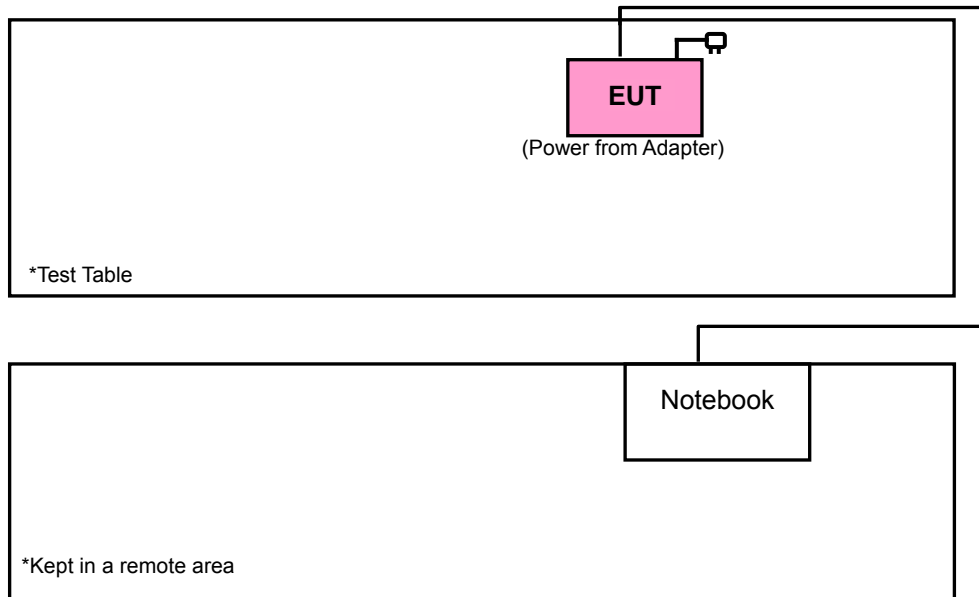 EUT
(Power from Adapter)
*Test Table
Notebook
*Kept in a remote area